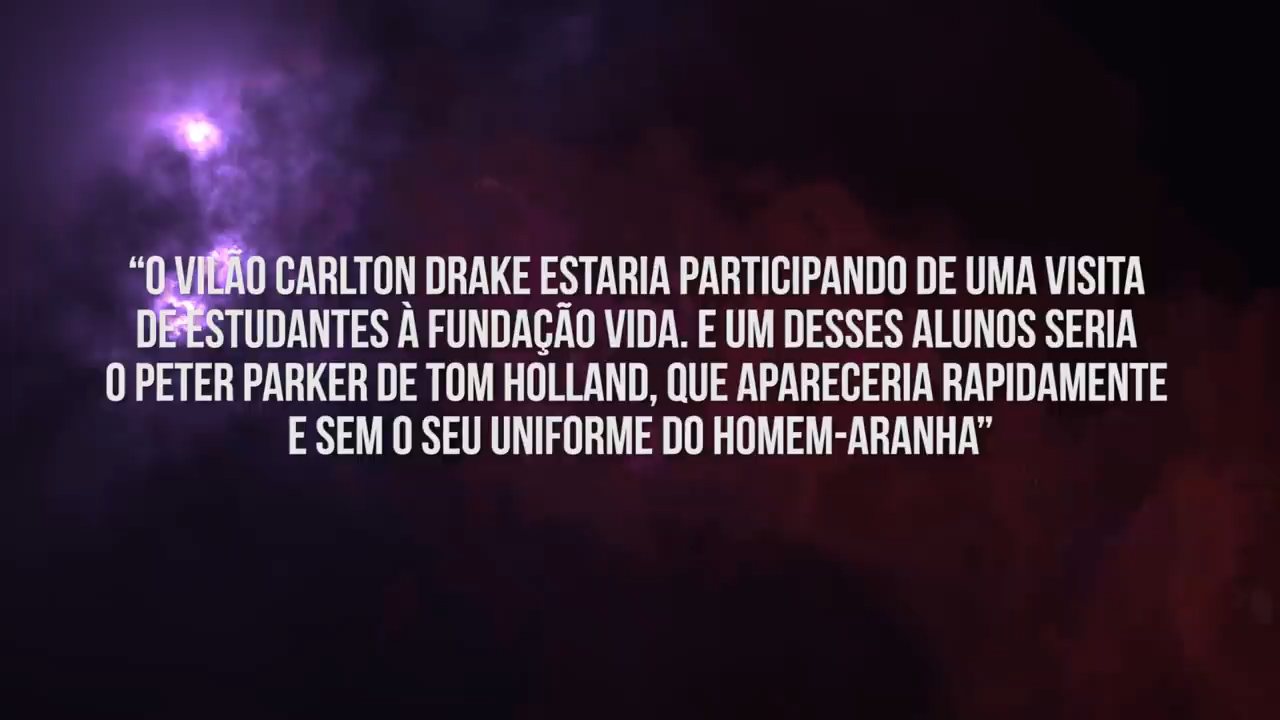 “O VILÃO CARLTON DRAKE ESTARIA PARTICIPANDO DE UMA VISITA
DE ESTUDANTES À FUNDAÇÃO VIDA. E UM DESSES ALUNOS SERIA
O PETER PARKER DE TOM HOLLAND, QUE APARECERIA RAPIDAMENTE
E SEM O SEU UNIFORME DO HOMEM-ARANHA”